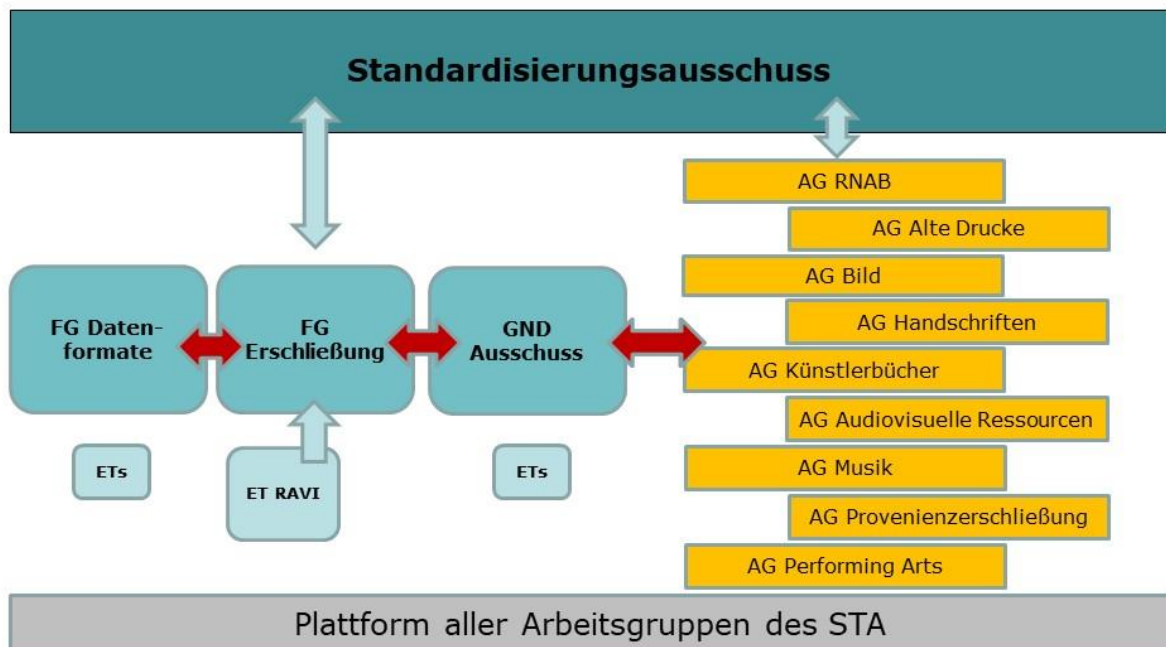 Standardisierungsausschuss
AG RNAB
AG Alte Drucke
AG Bild
AG Handschriften
AG Künstlerbücher
AG Audiovisuelle Ressourcen
AG Musik
AG Provenienzerschließung
AG Performing Arts
FG Daten-
formate
FG
Erschließung
GND
Ausschuss
ETs
ET RAVI
ETs
Plattform aller Arbeitsgruppen des STA